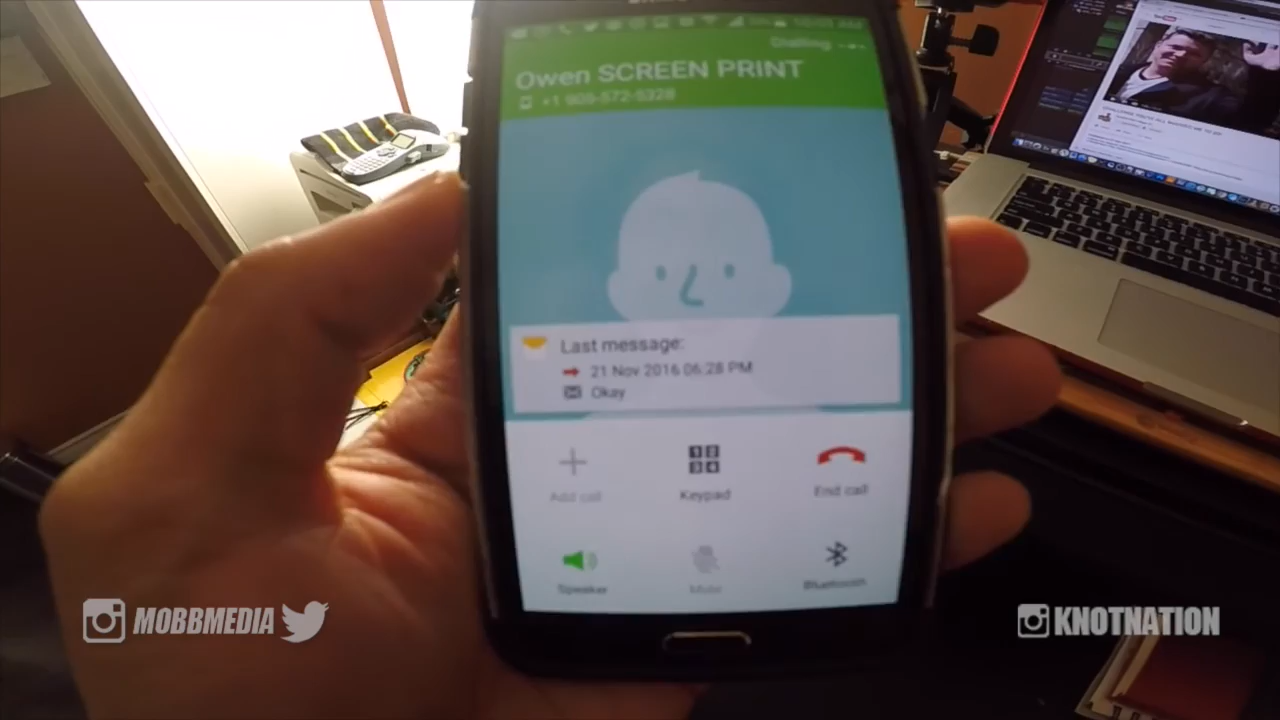 Dialling
Owen SCREEN PRINT
+1 905-572-5328
Last message:
21 Nov 2016 06:28 PM
Okay
Add call
Keypad
End call
Speaker
Mute
Bluetooth
MOBBMEDIA
KNOTNATION